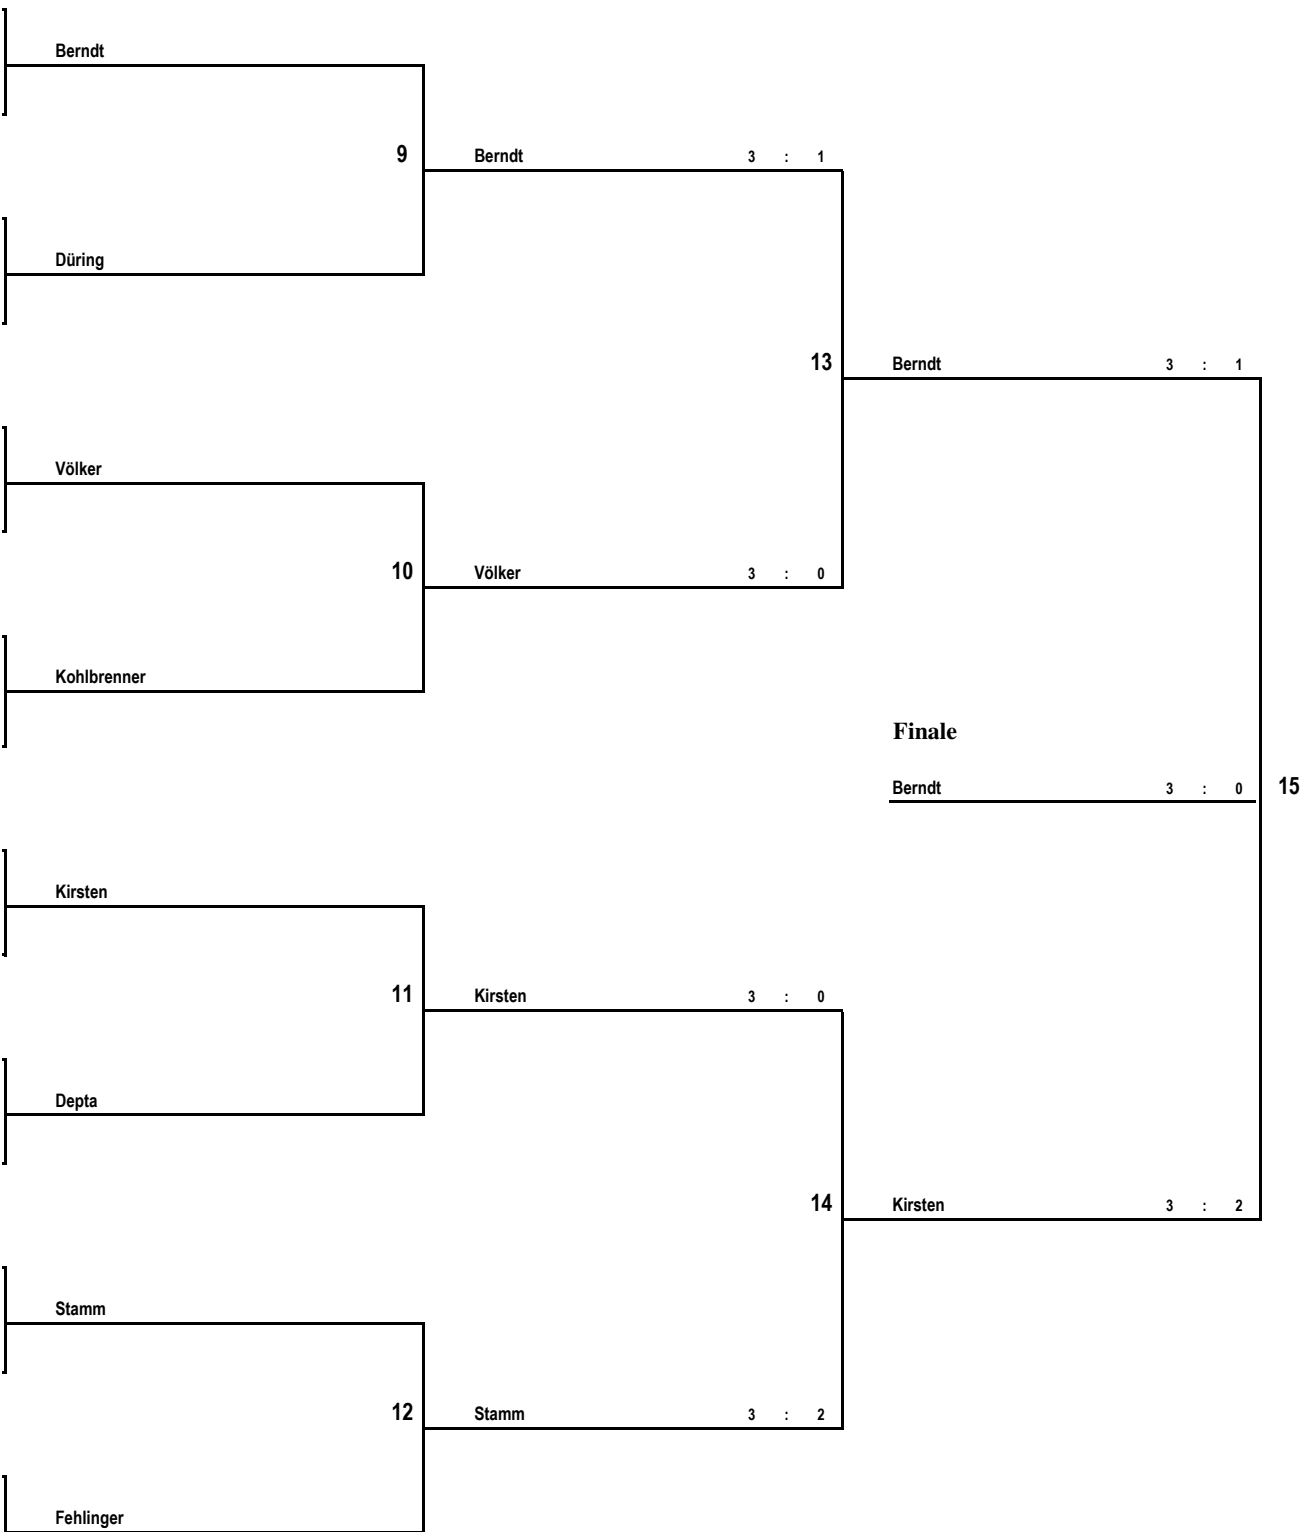 Berndt
9 Berndt 3 : 1
Düring
13 Berndt 3 : 1
Völker
10 Völker 3 : 0
Kohlbrenner
Finale
Berndt 3 : 0 15
Kirsten
11 Kirsten 3 : 0
Depta
14 Kirsten 3 : 2
Stamm
12 Stamm 3 : 2
Fehlinger